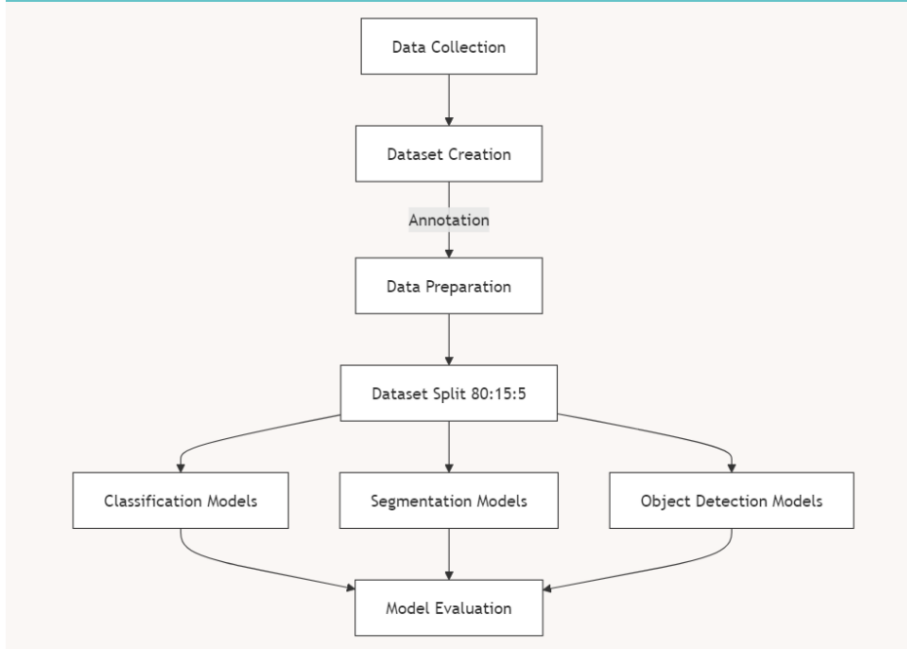 Data Collection
Dataset Creation
Annotation
Data Preparation
Dataset Split 80:15:5
Classification Models
Segmentation Models
Object Detection Models
Model Evaluation